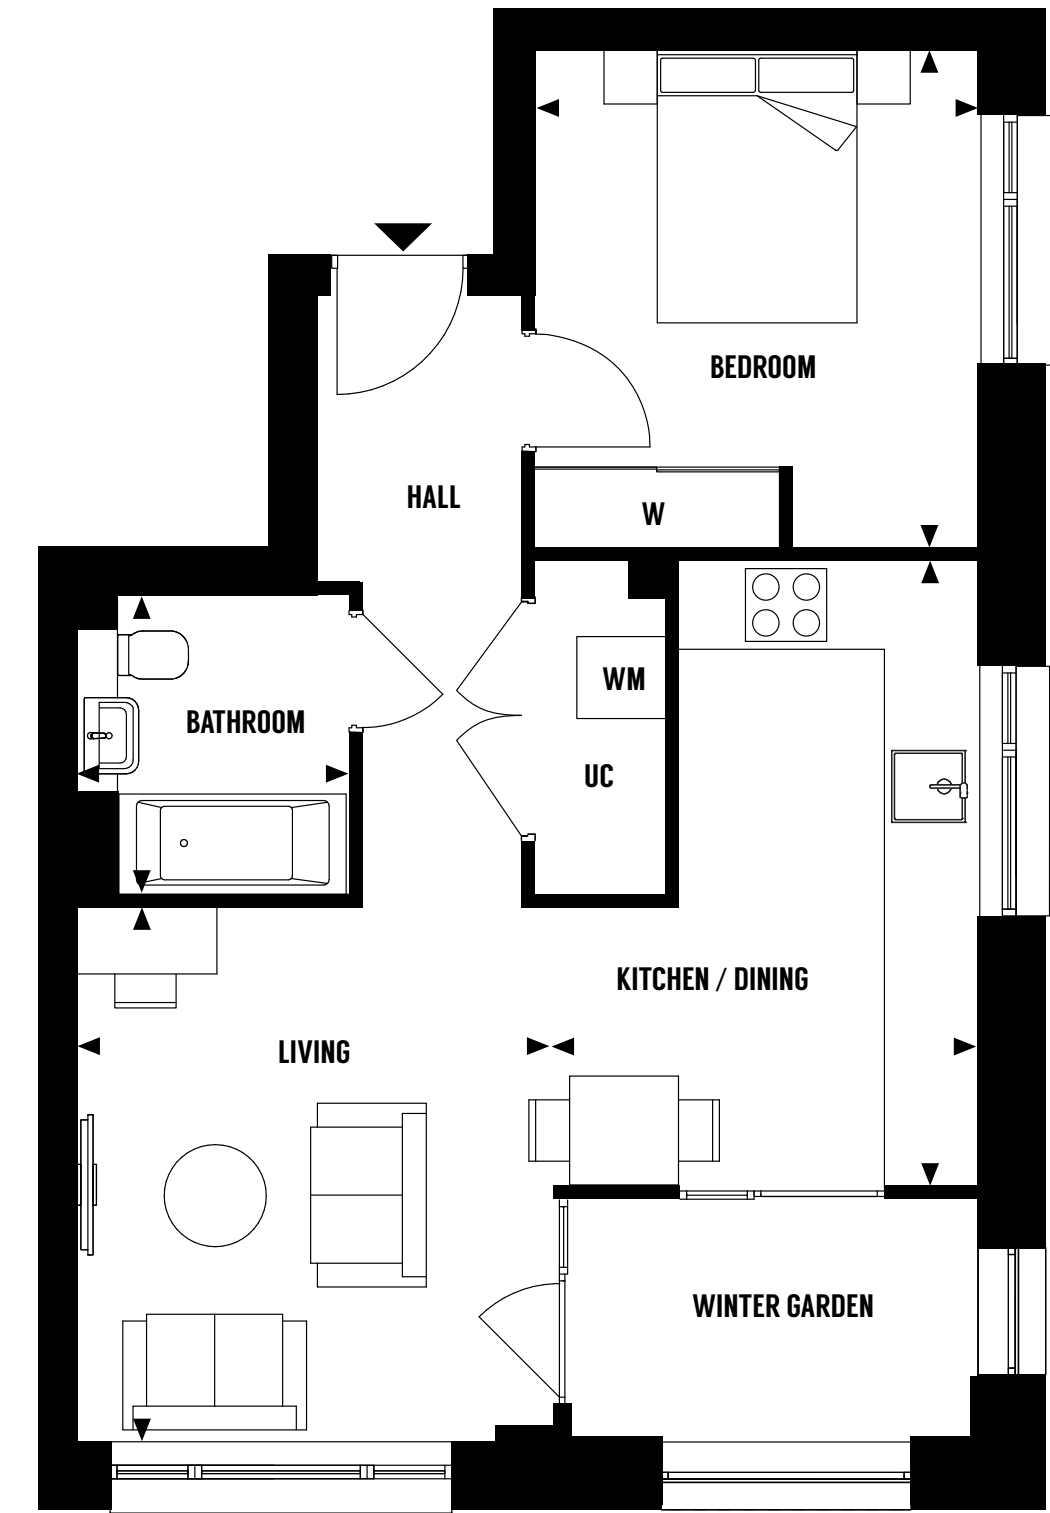 BEDROOM
HALL
W
WM
BATHROOM
UC
KITCHEN / DINING
LIVING
WINTER GARDEN